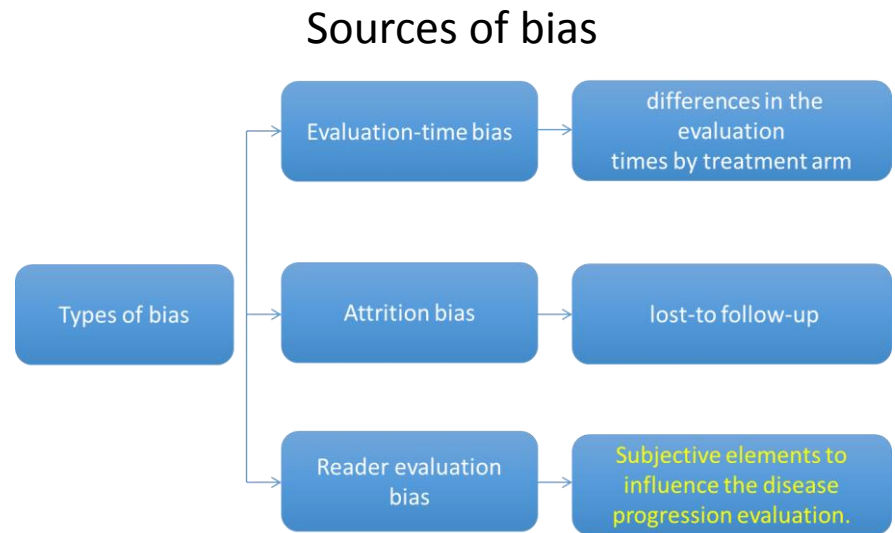 Sources of bias
Types of bias
Evaluation-time bias
differences in the
evaluation
times by treatment arm
Attrition bias
lost-to follow-up
Reader evaluation
bias
Subjective elements to
influence the disease
progression evaluation.